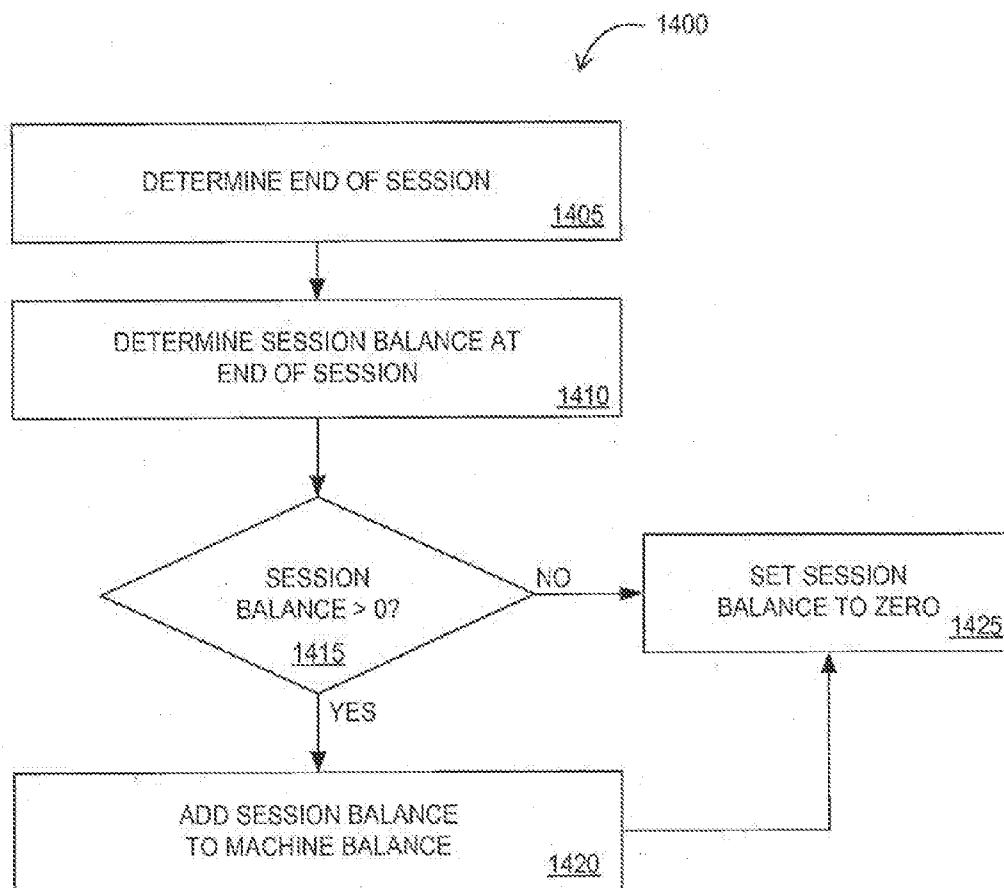 1400
DETERMINE END OF SESSION
1405
DETERMINE SESSION BALANCE AT
END OF SESSION
1410
SESSION
BALANCE > 0?
1415
NO
SET SESSION
BALANCE TO ZERO
1425
YES
ADD SESSION BALANCE
TO MACHINE BALANCE
1420